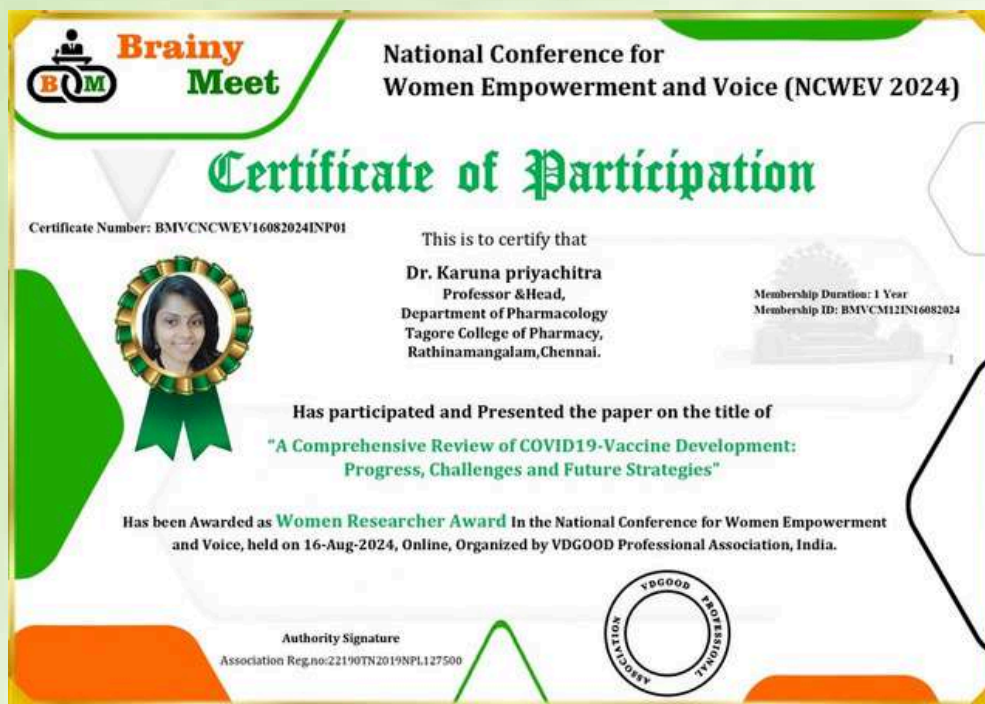 Brainy
Meet
BDM
National Conference for
Women Empowerment and Voice (NCWEV 2024)
Certificate of Participation
Certificate Number: BMVCNCWEV16082024INP01
This is to certify that
Dr. Karuna priyachitra
Professor &Head,
Department of Pharmacology
Tagore College of Pharmacy,
Rathinamangalam,Chennai.
Membership Duration: 1 Year
Membership ID: BMVCM12IN16082024
1
Has participated and Presented the paper on the title of
"A Comprehensive Review of COVID19-Vaccine Development:
Progress, Challenges and Future Strategies"
Has been Awarded as Women Researcher Award In the National Conference for Women Empowerment
and Voice, held on 16-Aug-2024, Online, Organized by VDGOOD Professional Association, India.
Authority Signature
Association Reg.no:22190TN2019NPL127500
VDGOOD PROFESSIONAL ASSOCIATION